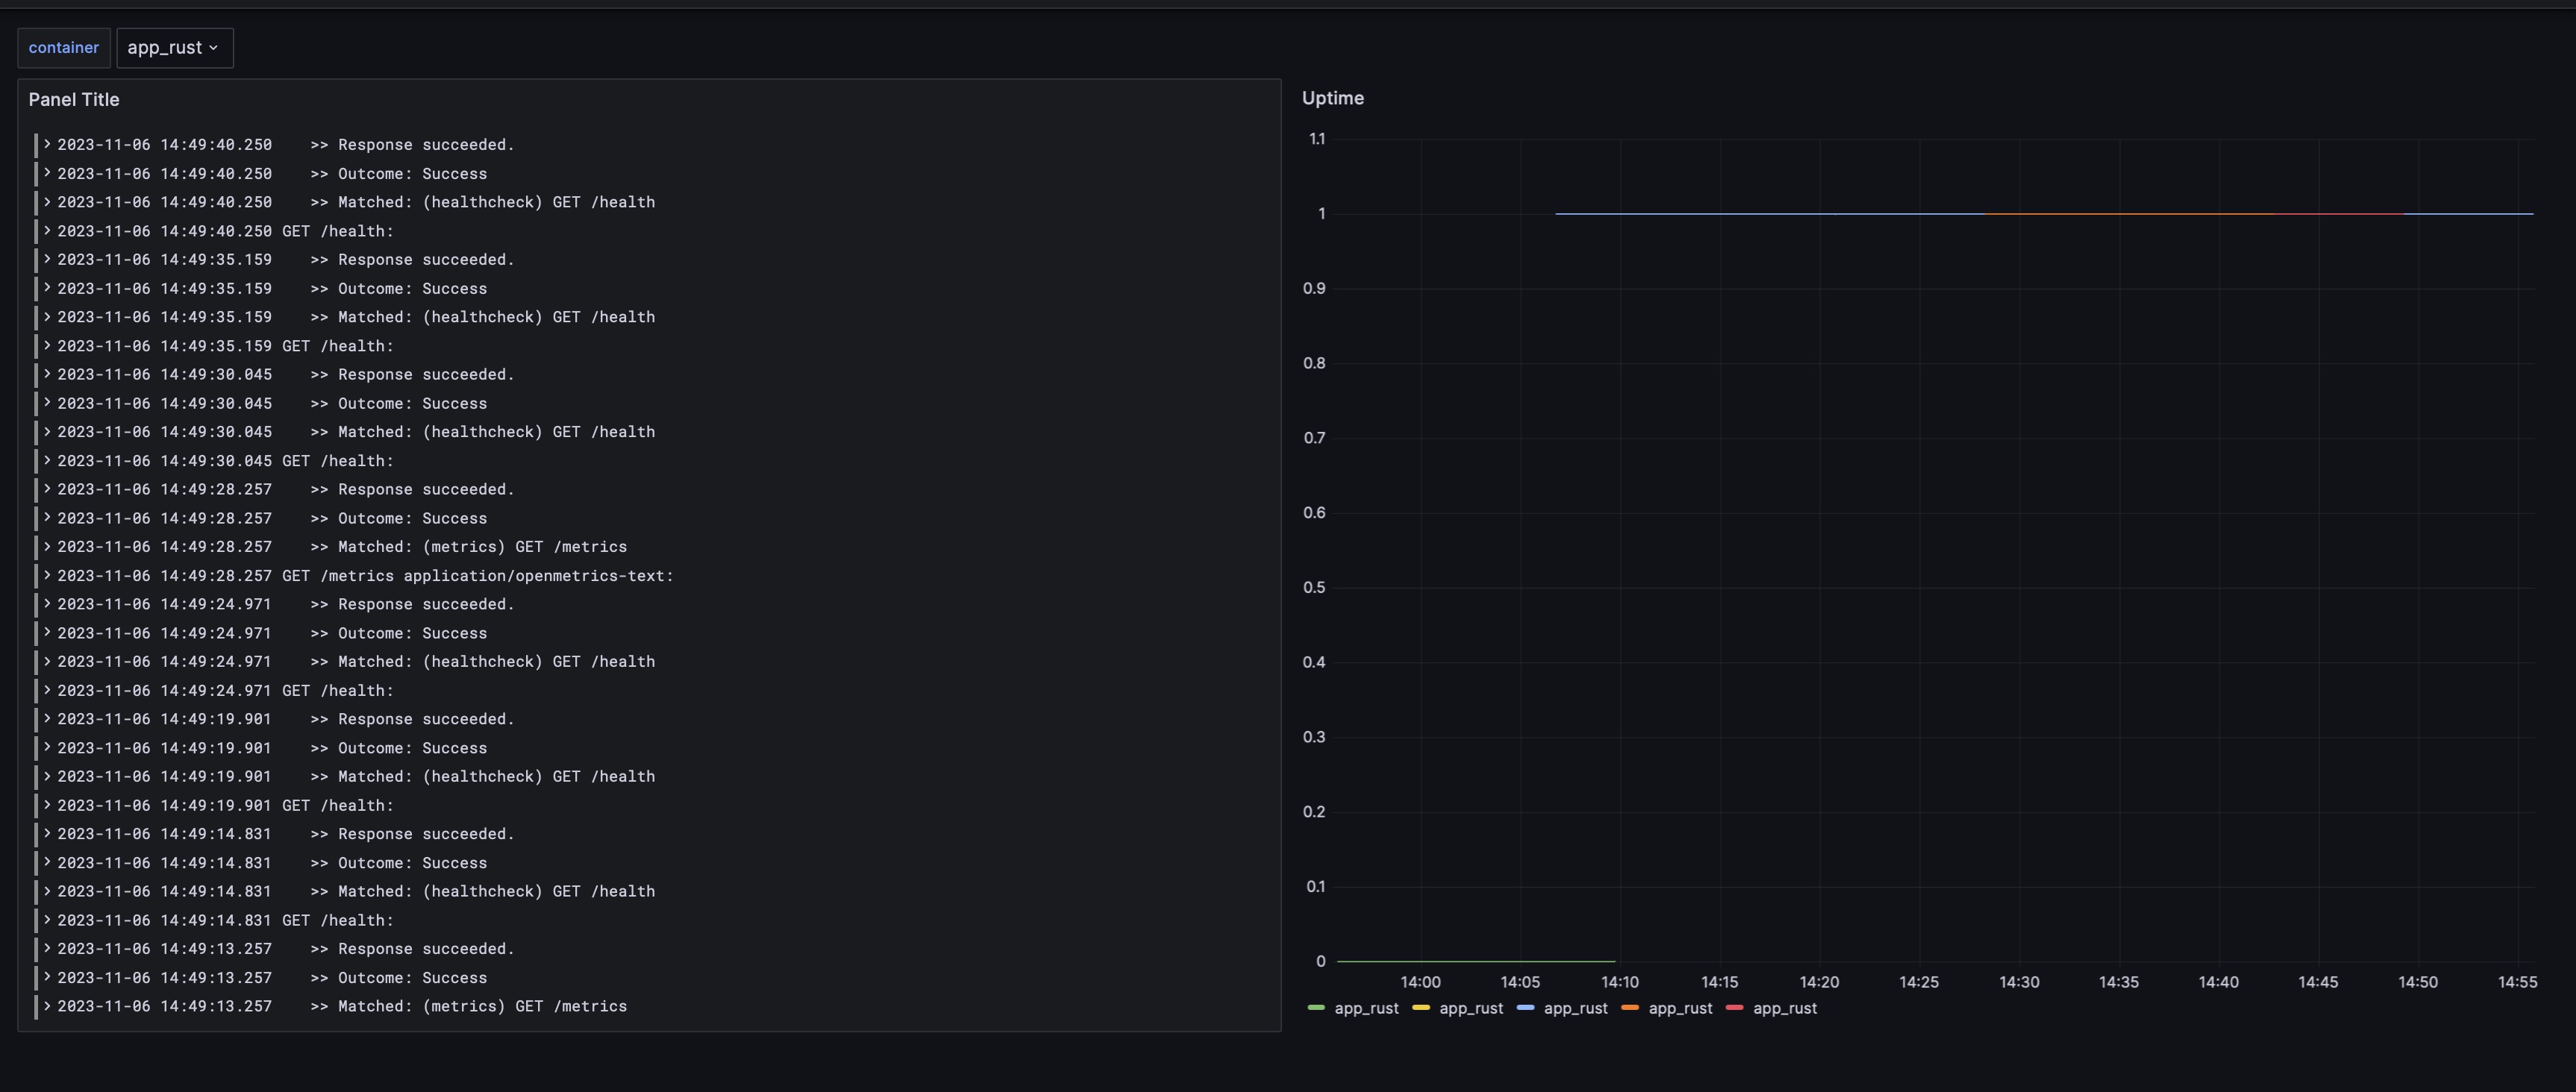 container app_rust
Panel Title
2023-11-06 14:49:40.250    >> Response succeeded.
2023-11-06 14:49:40.250    >> Outcome: Success
2023-11-06 14:49:40.250    >> Matched: (healthcheck) GET /health
2023-11-06 14:49:40.250 GET /health:
2023-11-06 14:49:35.159    >> Response succeeded.
2023-11-06 14:49:35.159    >> Outcome: Success
2023-11-06 14:49:35.159    >> Matched: (healthcheck) GET /health
2023-11-06 14:49:35.159 GET /health:
2023-11-06 14:49:30.045    >> Response succeeded.
2023-11-06 14:49:30.045    >> Outcome: Success
2023-11-06 14:49:30.045    >> Matched: (healthcheck) GET /health
2023-11-06 14:49:30.045 GET /health:
2023-11-06 14:49:28.257    >> Response succeeded.
2023-11-06 14:49:28.257    >> Outcome: Success
2023-11-06 14:49:28.257    >> Matched: (metrics) GET /metrics
2023-11-06 14:49:28.257 GET /metrics application/openmetrics-text:
2023-11-06 14:49:24.971    >> Response succeeded.
2023-11-06 14:49:24.971    >> Outcome: Success
2023-11-06 14:49:24.971    >> Matched: (healthcheck) GET /health
2023-11-06 14:49:24.971 GET /health:
2023-11-06 14:49:19.901    >> Response succeeded.
2023-11-06 14:49:19.901    >> Outcome: Success
2023-11-06 14:49:19.901    >> Matched: (healthcheck) GET /health
2023-11-06 14:49:19.901 GET /health:
2023-11-06 14:49:14.831    >> Response succeeded.
2023-11-06 14:49:14.831    >> Outcome: Success
2023-11-06 14:49:14.831    >> Matched: (healthcheck) GET /health
2023-11-06 14:49:14.831 GET /health:
2023-11-06 14:49:13.257    >> Response succeeded.
2023-11-06 14:49:13.257    >> Outcome: Success
2023-11-06 14:49:13.257    >> Matched: (metrics) GET /metrics
Uptime
1.1
1
0.9
0.8
0.7
0.6
0.5
0.4
0.3
0.2
0.1
0
14:00 14:05 14:10 14:15 14:20 14:25 14:30 14:35 14:40 14:45 14:50 14:55
app_rust app_rust app_rust app_rust app_rust